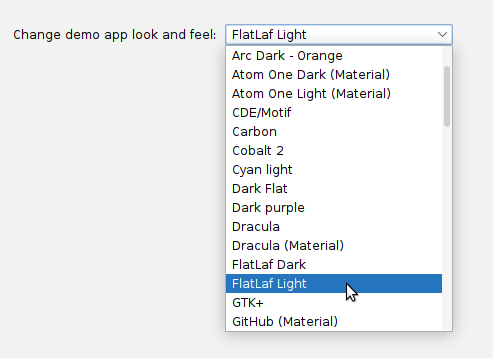 Change demo app look and feel: FlatLaf Light
Arc Dark - Orange
Atom One Dark (Material)
Atom One Light (Material)
CDE/Motif
Carbon
Cobalt 2
Cyan light
Dark Flat
Dark purple
Dracula
Dracula (Material)
FlatLaf Dark
FlatLaf Light
GTK+
GitHub (Material)